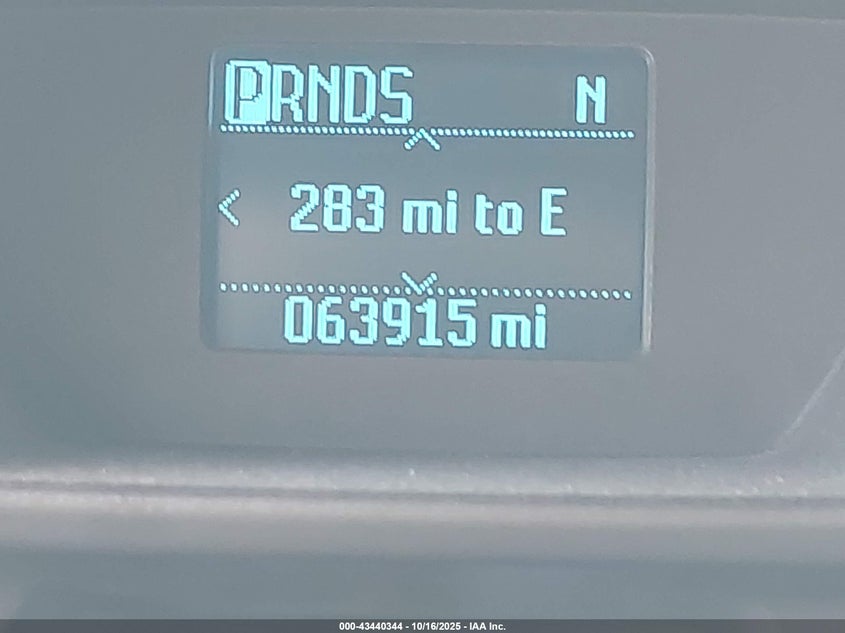 PRNDS N
< 283 mi to E
063915 mi
000-43440344 - 10/16/2025 - IAA Inc.